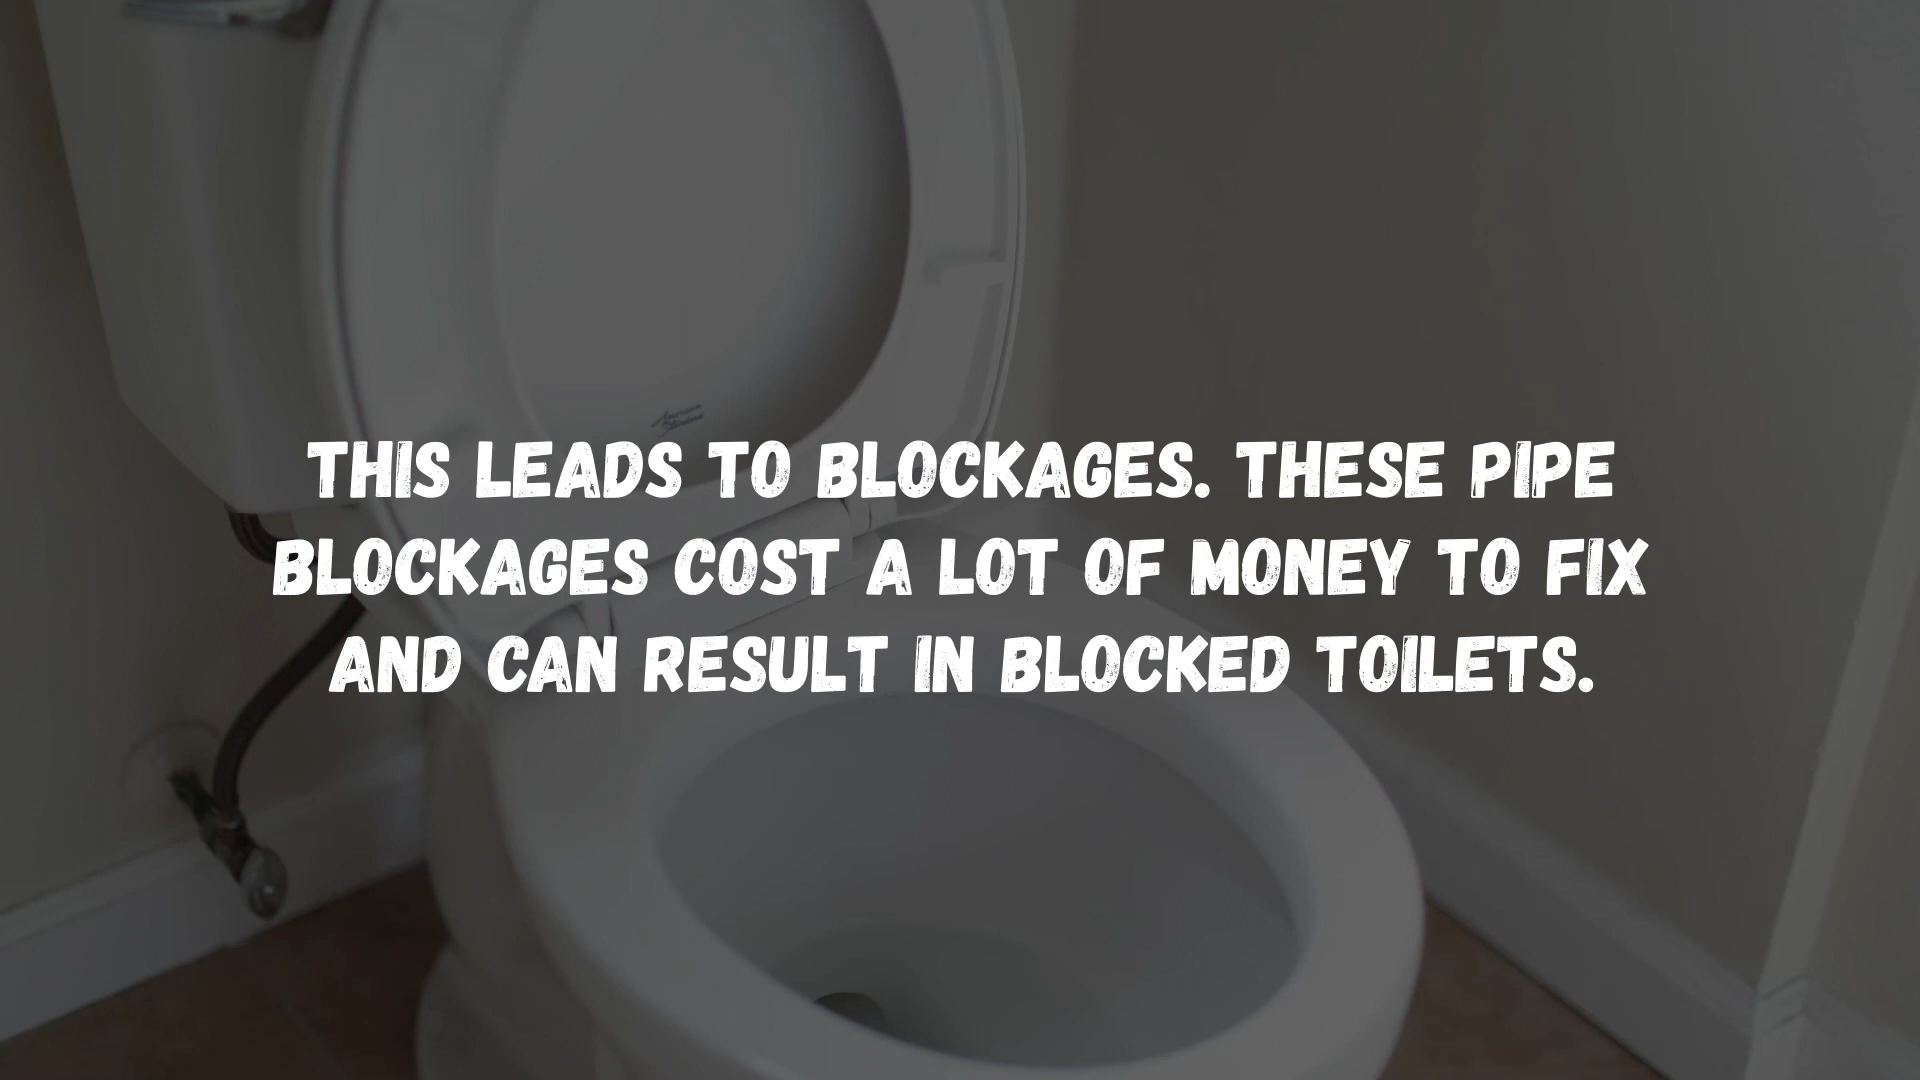 THIS LEADS TO BLOCKAGES. THESE PIPE
BLOCKAGES COST A LOT OF MONEY TO FIX
AND CAN RESULT IN BLOCKED TOILETS.